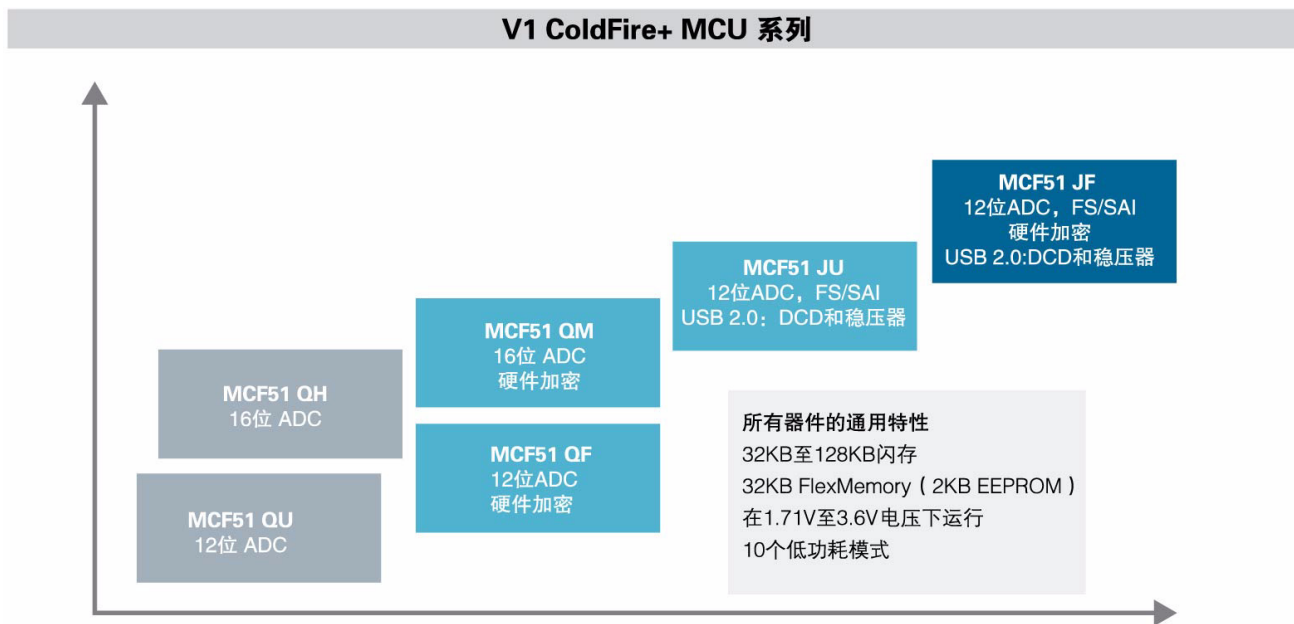 V1 ColdFire+ MCU 系列
MCF51 JF
12位ADC，FS/SAI
硬件加密
USB 2.0:DCD和稳压器
MCF51 JU
12位ADC，FS/SAI
USB 2.0：DCD和稳压器
MCF51 QM
16位 ADC
硬件加密
MCF51 QH
16位 ADC
MCF51 QF
12位ADC
硬件加密
MCF51 QU
12位 ADC
所有器件的通用特性
32KB至128KB闪存
32KB FlexMemory（2KB EEPROM）
在1.71V至3.6V电压下运行
10个低功耗模式